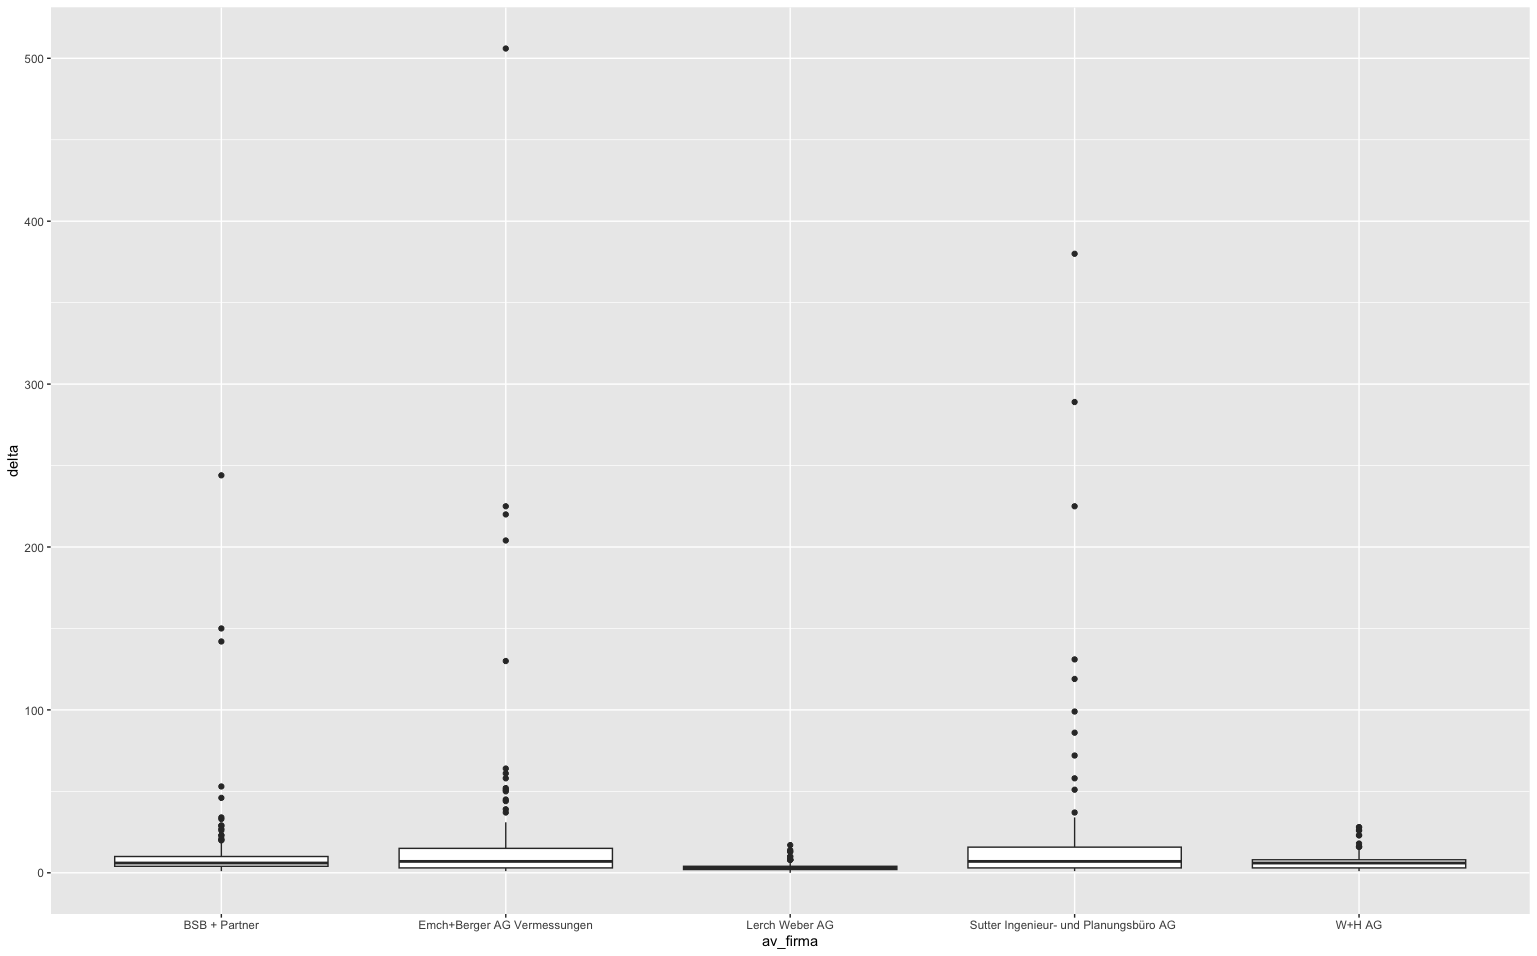 500
400
300
200
100
0
delta
BSB + Partner
Emch+Berger AG Vermessungen
Lerch Weber AG
Sutter Ingenieur- und Planungsbüro AG
W+H AG
av_firma